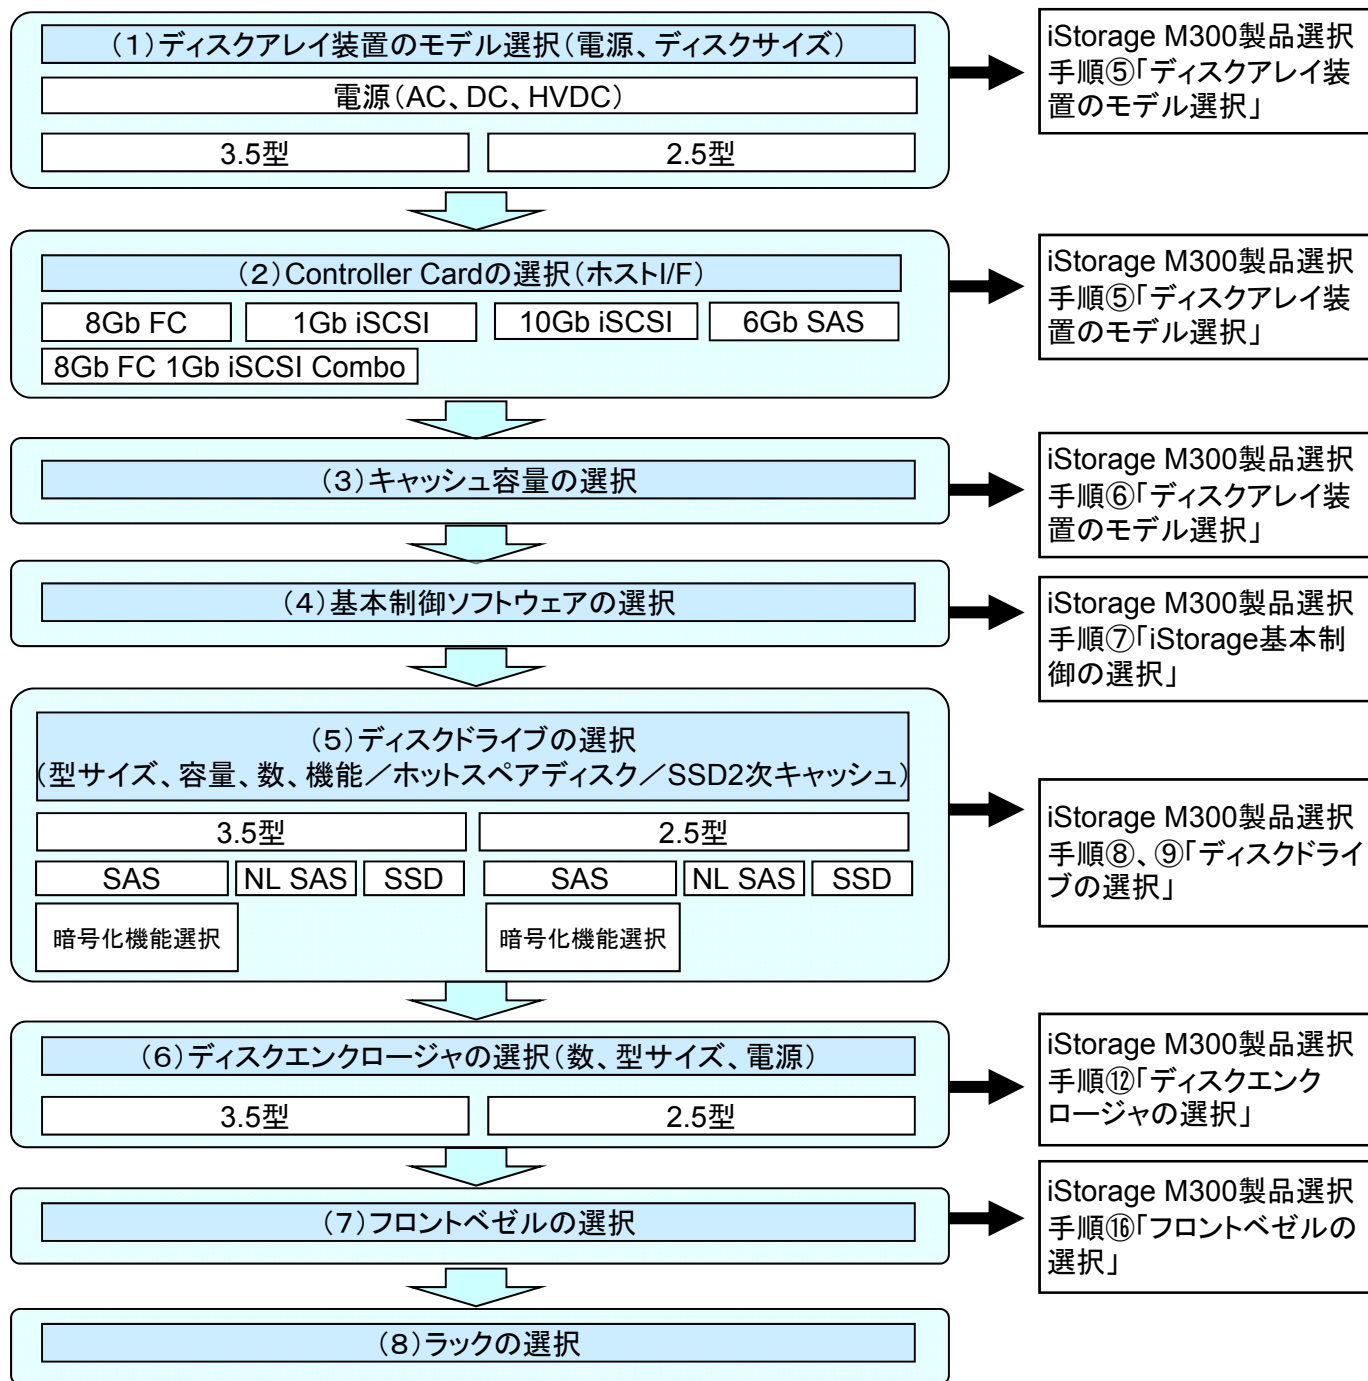 (1)ディスクアレイ装置のモデル選択(電源、ディスクサイズ)
電源(AC、DC、HVDC)
3.5型
2.5型
iStorage M300製品選択
手順⑤「ディスクアレイ装
置のモデル選択」
(2)Controller Cardの選択(ホストI/F)
8Gb FC
1Gb iSCSI
10Gb iSCSI
6Gb SAS
8Gb FC 1Gb iSCSI Combo
iStorage M300製品選択
手順⑤「ディスクアレイ装
置のモデル選択」
(3)キャッシュ容量の選択
iStorage M300製品選択
手順⑥「ディスクアレイ装
置のモデル選択」
(4)基本制御ソフトウェアの選択
iStorage M300製品選択
手順⑦「iStorage基本制
御の選択」
(5)ディスクドライブの選択
(型サイズ、容量、数、機能/ホットスペアディスク/SSD2次キャッシュ)
3.5型
2.5型
SAS
NL SAS
SSD
SAS
NL SAS
SSD
暗号化機能選択
暗号化機能選択
iStorage M300製品選択
手順⑧、⑨「ディスクドライ
ブの選択」
(6)ディスクエンクロージャの選択(数、型サイズ、電源)
3.5型
2.5型
iStorage M300製品選択
手順⑫「ディスクエンク
ロージャの選択」
(7)フロントベゼルの選択
iStorage M300製品選択
手順⑯「フロントベゼルの
選択」
(8)ラックの選択